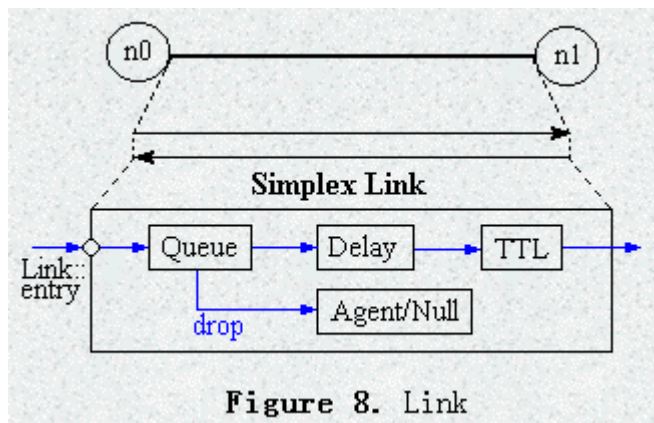 n0 n1
Simplex Link
Queue Delay TTL
Link::
entry
drop Agent/Null
Figure 8. Link